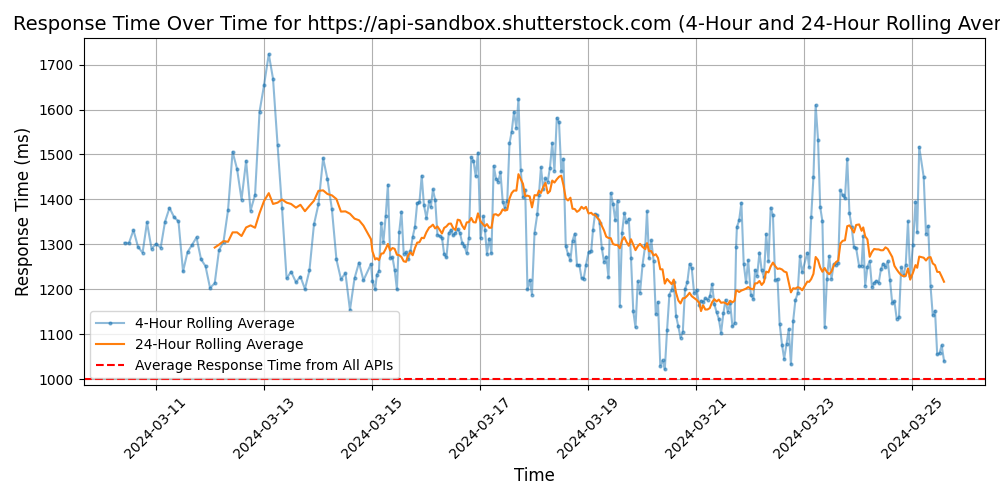 Response Time Over Time for https://api-sandbox.shutterstock.com (4-Hour and 24-Hour Rolling Aver
Response Time (ms)
1700
1600
1500
1400
1300
1200
1100
1000
4-Hour Rolling Average
24-Hour Rolling Average
Average Response Time from All APIs
2024-03-11
2024-03-13
2024-03-15
2024-03-17
2024-03-19
2024-03-21
2024-03-23
2024-03-25
Time